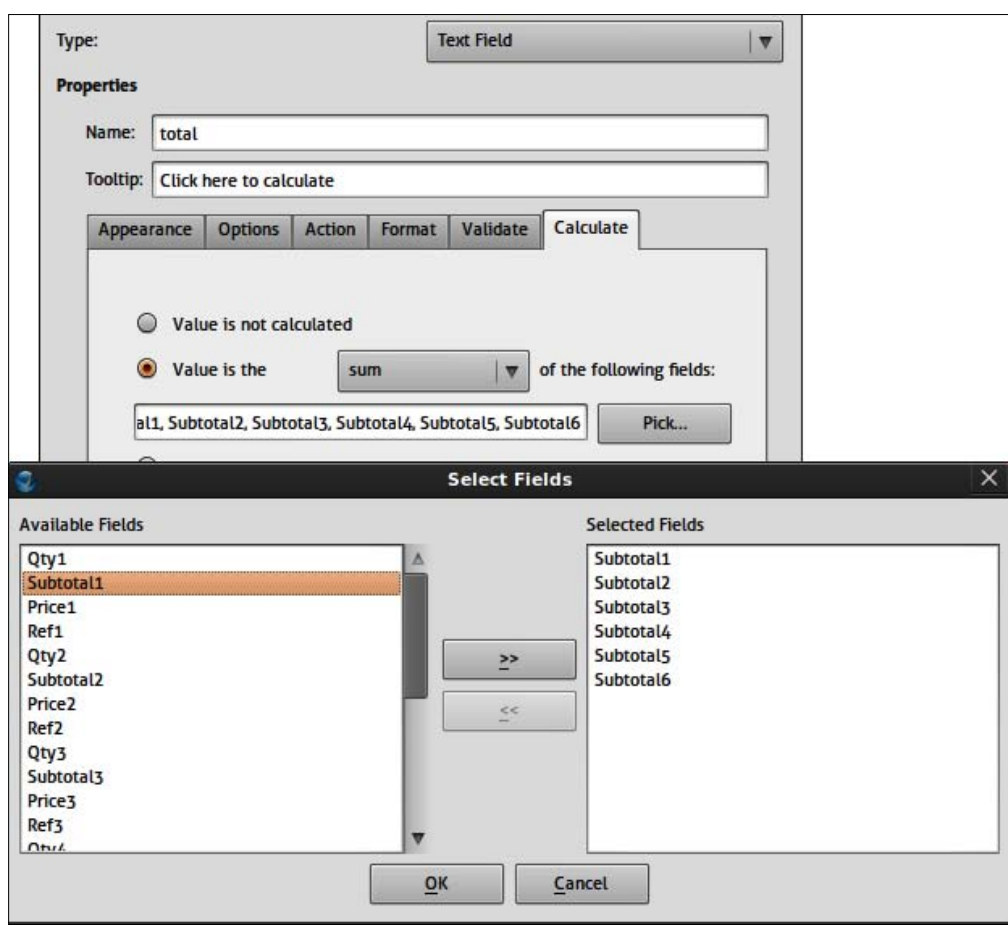 Type:
Text Field
Properties
Name:
total
Tooltip:
Click here to calculate
Appearance
Options
Action
Format
Validate
Calculate
Value is not calculated
Value is the
sum
of the following fields:
al1, Subtotal2, Subtotal3, Subtotal4, Subtotal5, Subtotal6
Pick...
Select Fields
Available Fields
Selected Fields
Qty1
Subtotal1
Price1
Ref1
Qty2
Subtotal2
Price2
Ref2
Qty3
Subtotal3
Price3
Ref3
Qty4
>>
<<
Subtotal1
Subtotal2
Subtotal3
Subtotal4
Subtotal5
Subtotal6
OK
Cancel